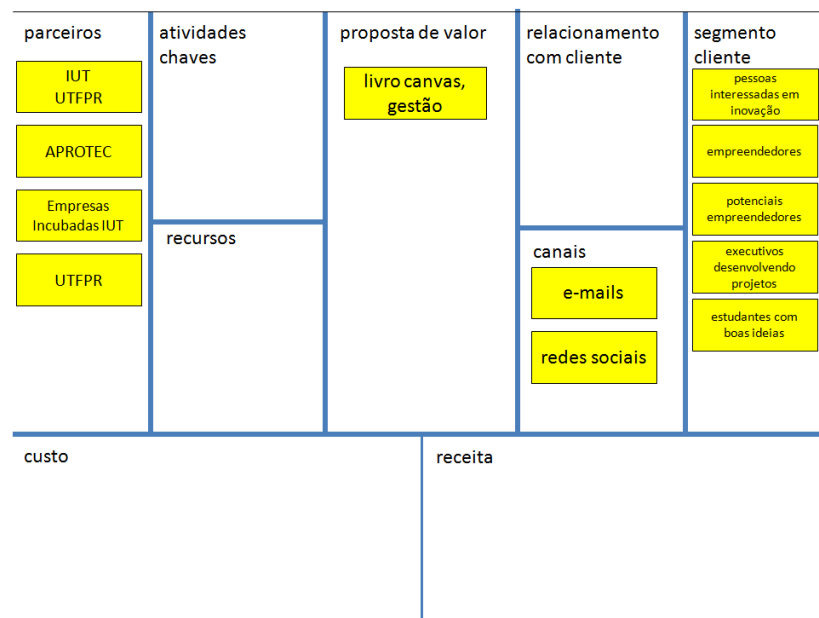 parceiros
IUT
UTFPR
APROTEC
Empresas
Incubadas IUT
UTFPR
atividades
chaves
recursos
proposta de valor
livro canvas,
gestão
relacionamento
com cliente
canais
e-mails
redes sociais
segmento
cliente
pessoas
interessadas em
inovação
empreendedores
potenciais
empreendedores
executivos
desenvolvendo
projetos
estudantes com
boas ideias
custo
receita